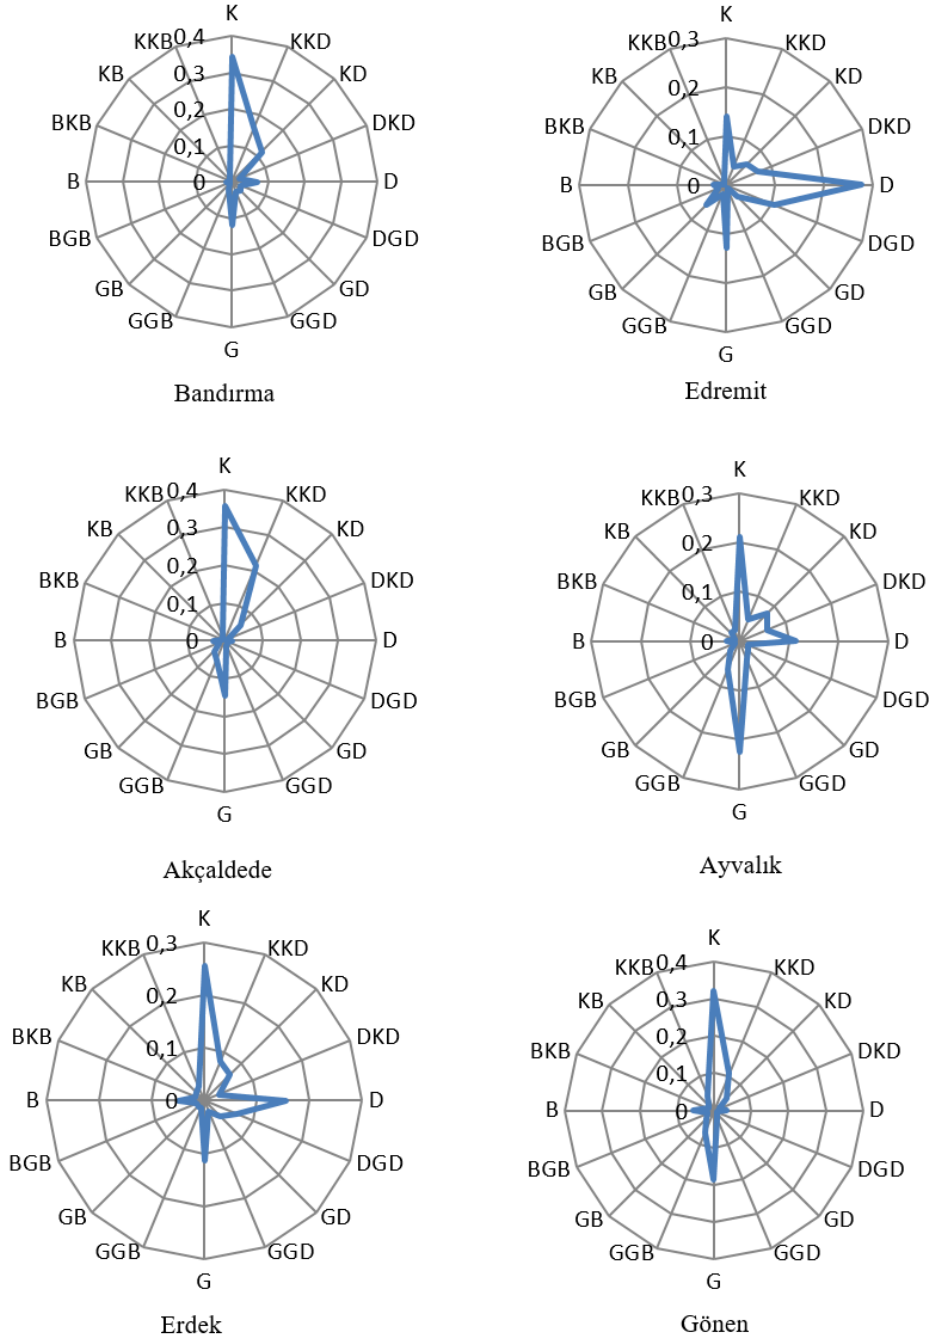 K
KKB 0,4 KKD
KB 0,3 KD
BKB 0,2 DKD
0,1
B 0 D
BGB DGD
GB GD
GGB GGD
G
Bandırma
K
KKB 0,3 KKD
KB KD
0,2
BKB DKD
0,1
B 0 D
BGB DGD
GB GD
GGB GGD
G
Edremit
K
KKB 0,4 KKD
KB 0,3 KD
BKB 0,2 DKD
0,1
B 0 D
BGB DGD
GB GD
GGB GGD
G
Akçaldede
K
KKB 0,3 KKD
KB 0,2 KD
BKB DKD
0,1
B 0 D
BGB DGD
GB GD
GGB GGD
G
Ayvalık
K
KKB 0,3 KKD
KB 0,2 KD
BKB DKD
0,1
B 0 D
BGB DGD
GB GD
GGB GGD
G
Erdek
K
KKB 0,4 KKD
KB 0,3 KD
BKB 0,2 DKD
0,1
B 0 D
BGB DGD
GB GD
GGB GGD
G
Gönen